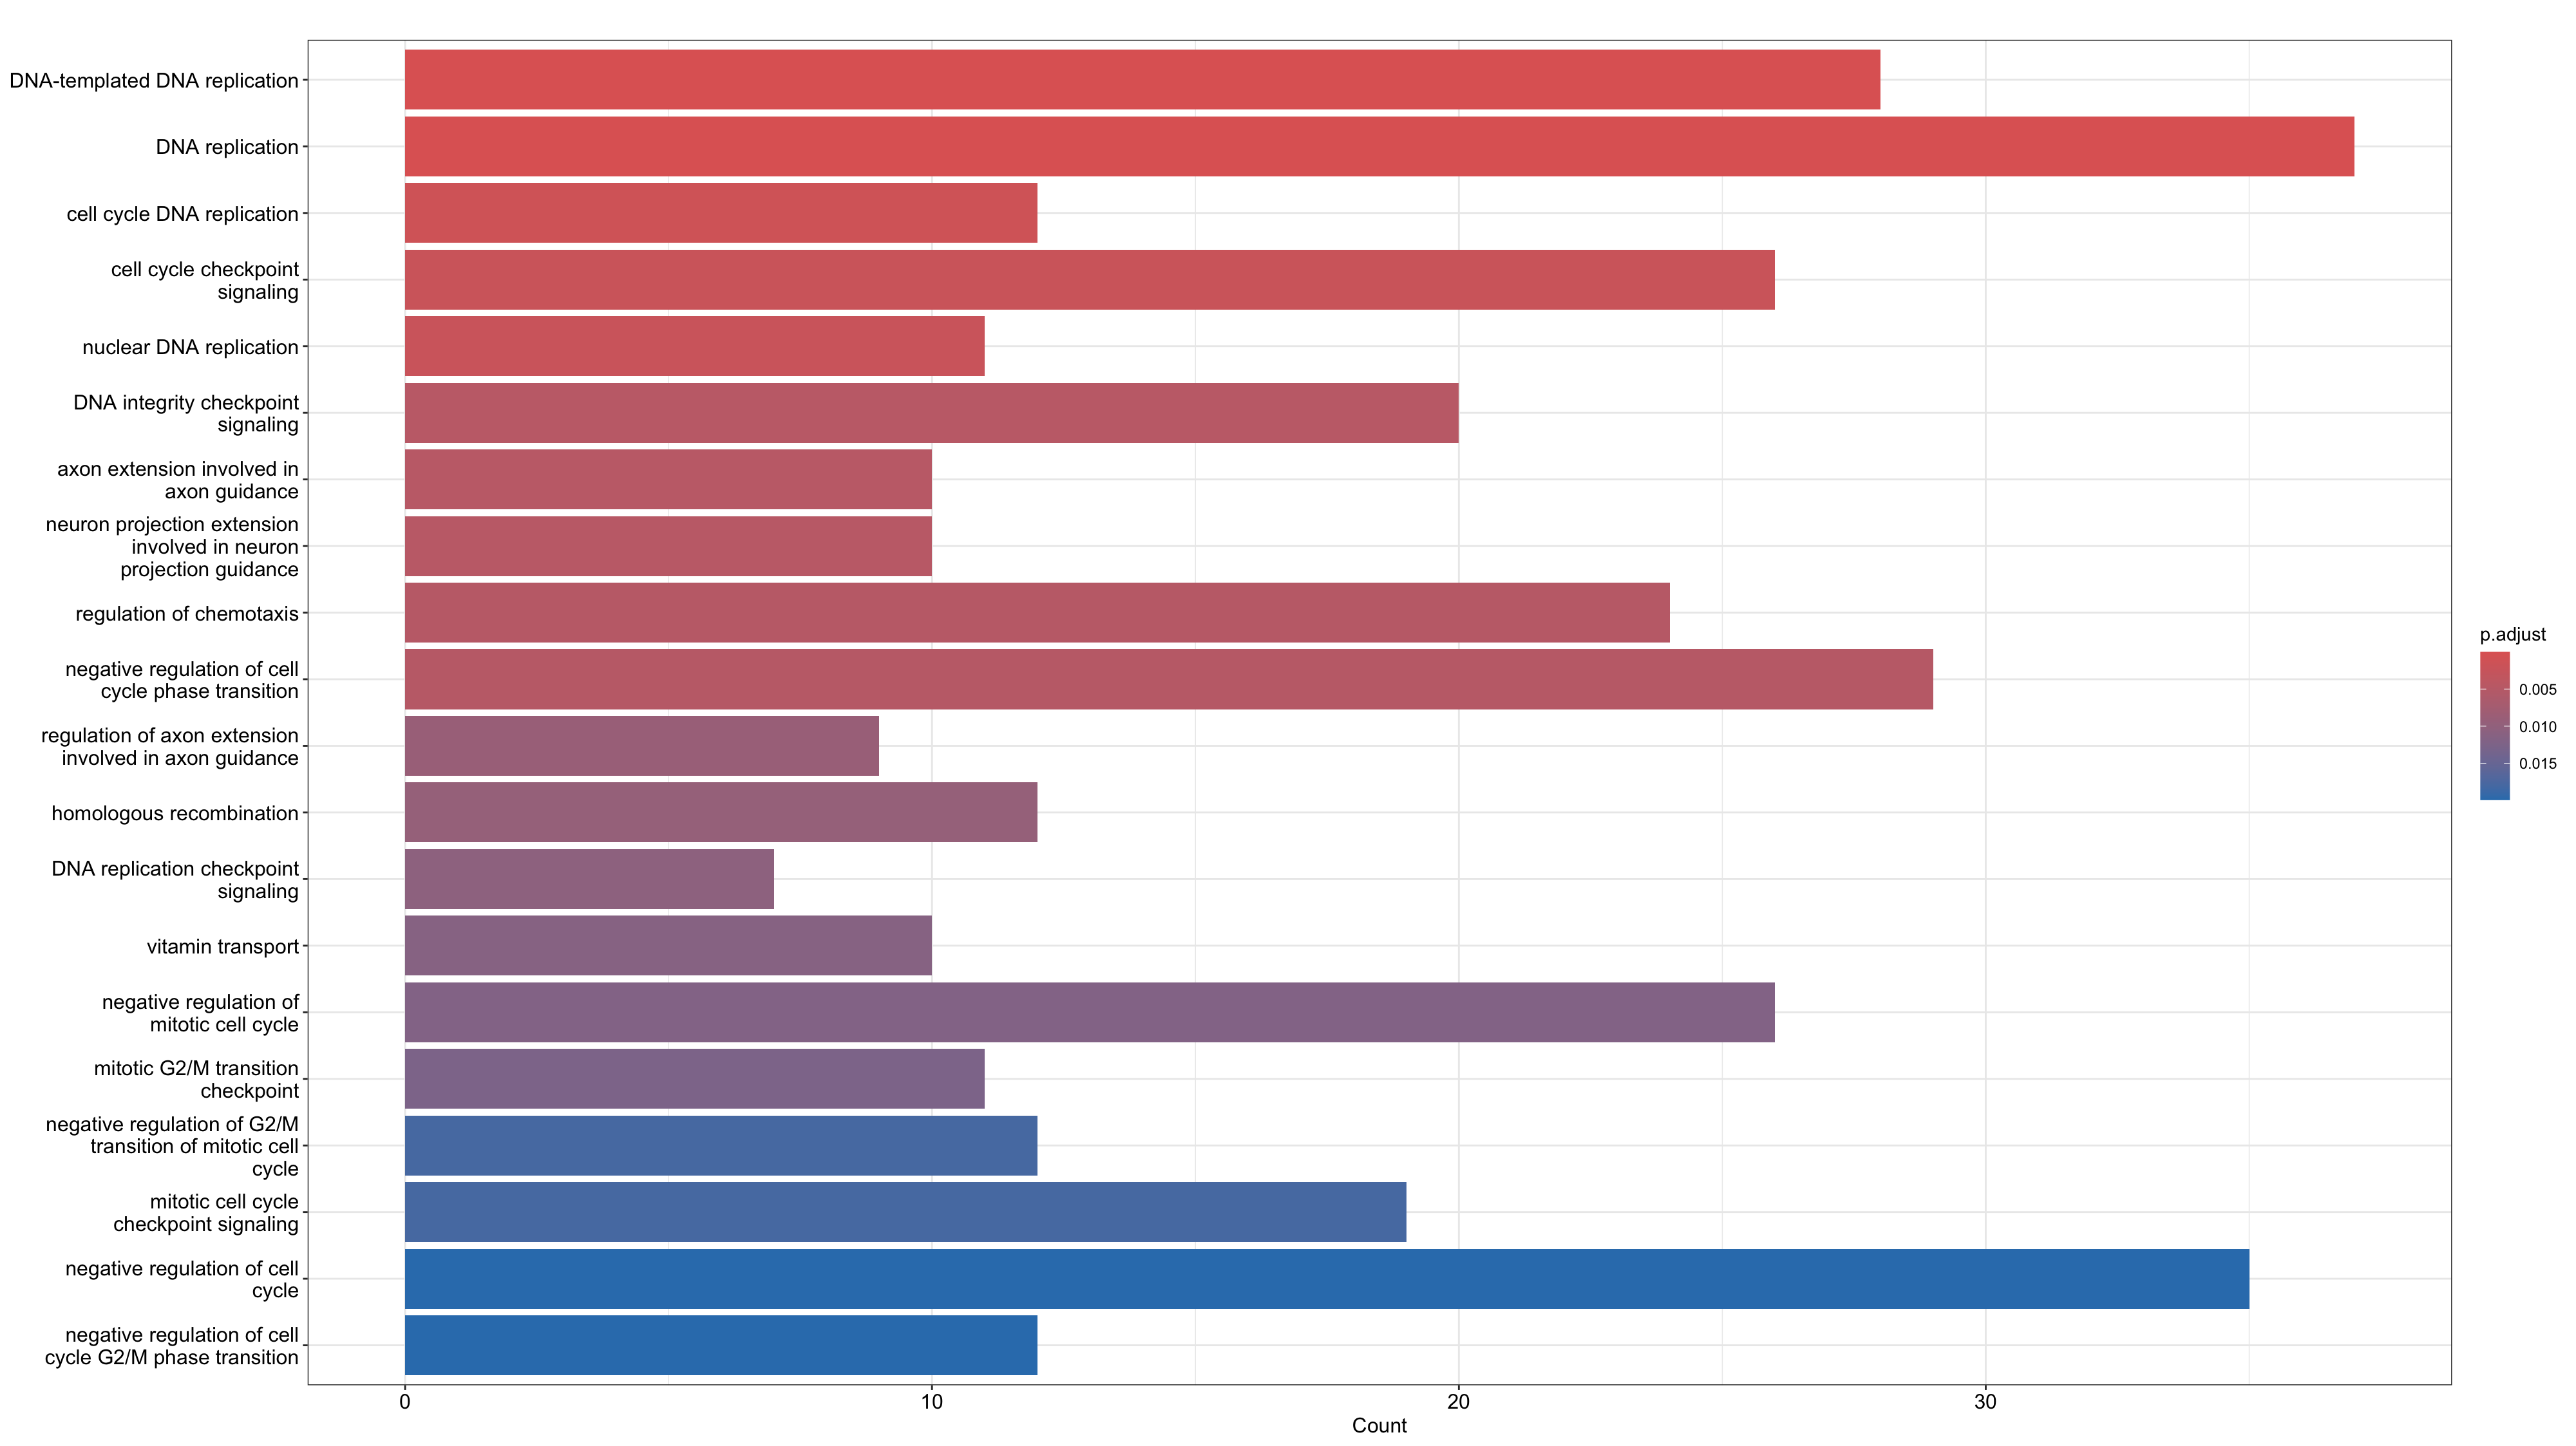 DNA-templated DNA replication
DNA replication
cell cycle DNA replication
cell cycle checkpoint
signaling
nuclear DNA replication
DNA integrity checkpoint
signaling
axon extension involved in
axon guidance
neuron projection extension
involved in neuron
projection guidance
regulation of chemotaxis
negative regulation of cell
cycle phase transition
regulation of axon extension
involved in axon guidance
homologous recombination
DNA replication checkpoint
signaling
vitamin transport
negative regulation of
mitotic cell cycle
mitotic G2/M transition
checkpoint
negative regulation of G2/M
transition of mitotic cell
cycle
mitotic cell cycle
checkpoint signaling
negative regulation of cell
cycle
negative regulation of cell
cycle G2/M phase transition
0 10 20 30
Count
p.adjust
0.005
0.010
0.015